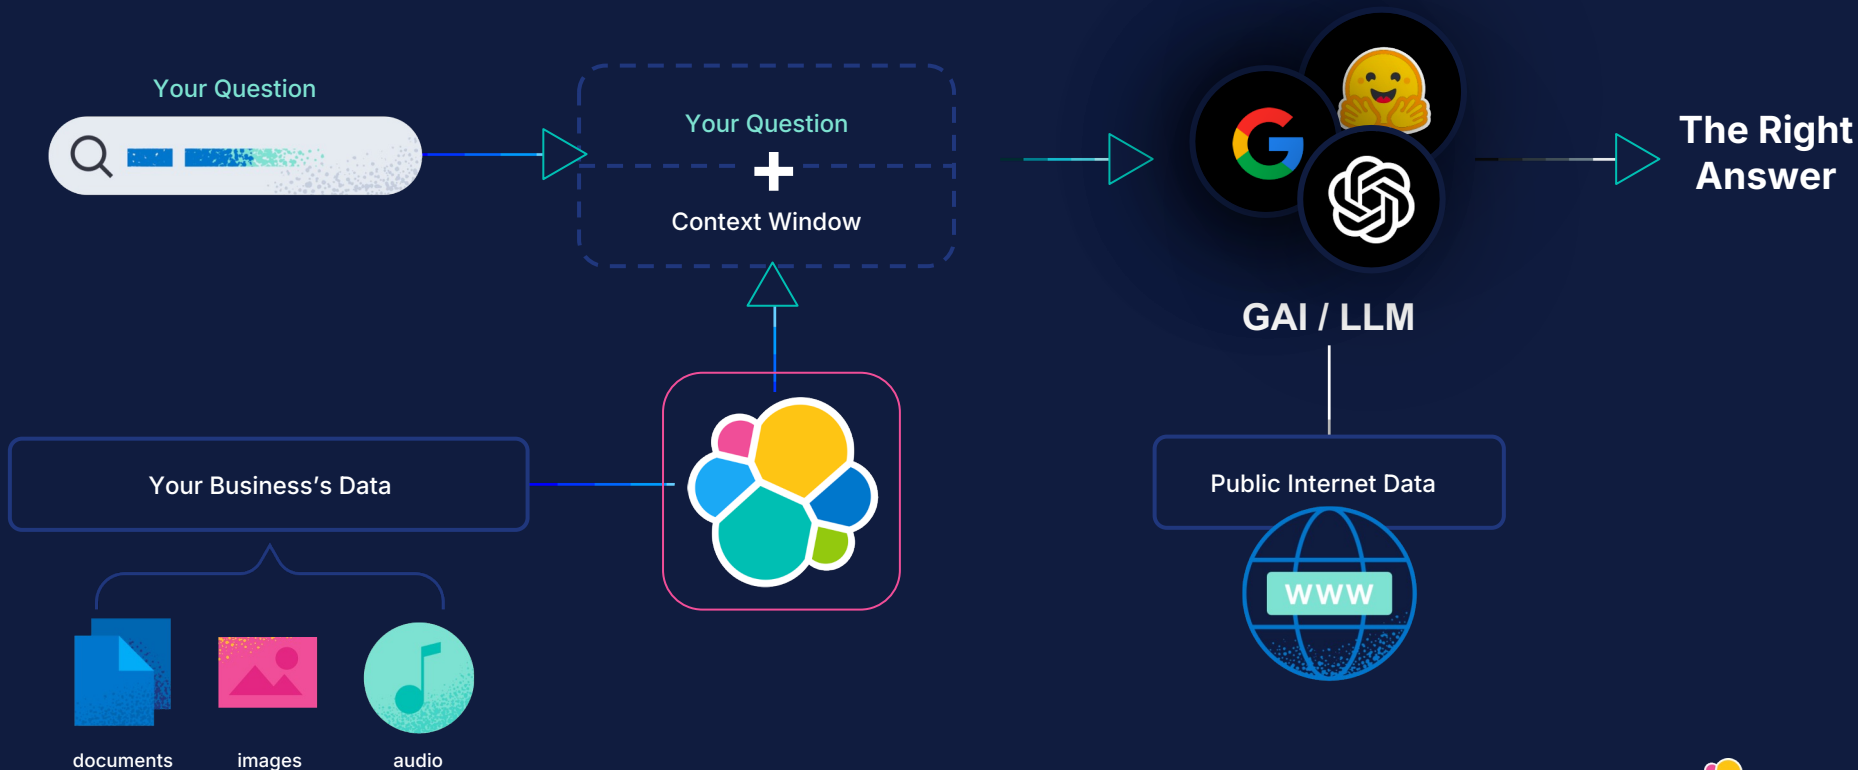 Your Question
Your Question
Context Window
The Right
Answer
GAI / LLM
Your Business's Data
Public Internet Data
WWW
documents
images
audio